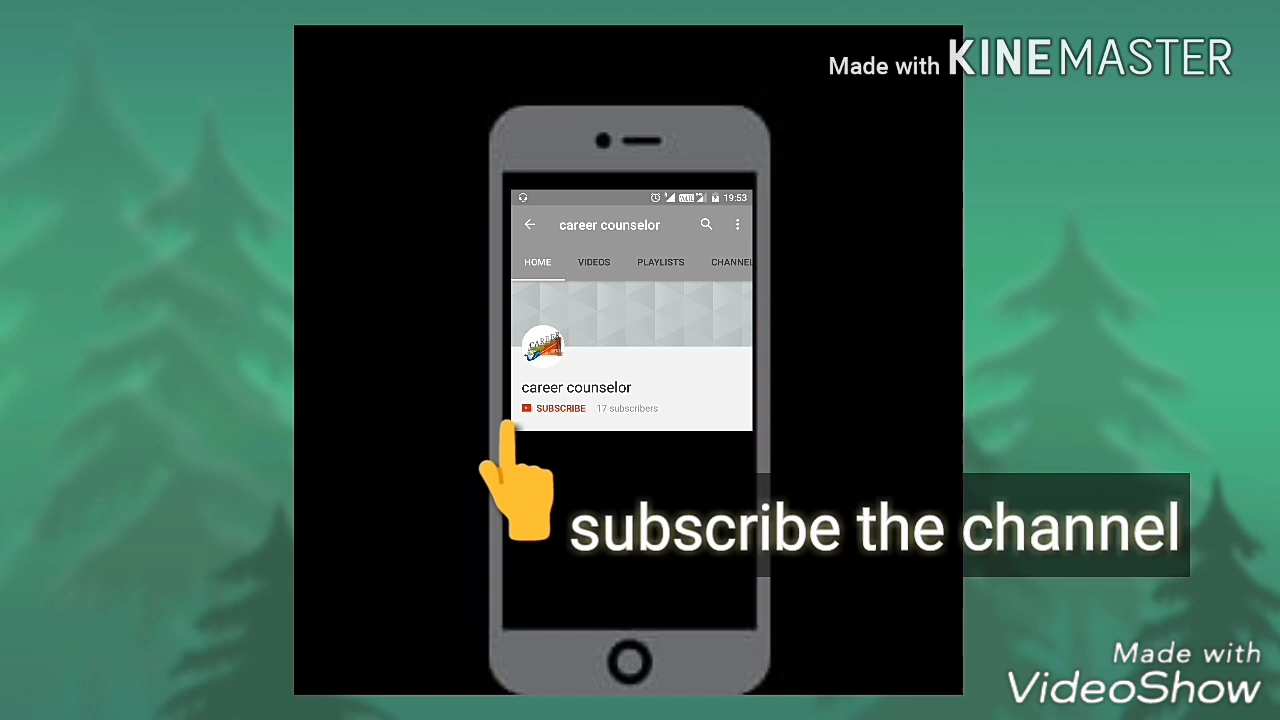 Made with KINEMASTER
19:53
career counselor
HOME VIDEOS PLAYLISTS CHANNEL
CAREER
career counselor
SUBSCRIBE 17 subscribers
subscribe the channel
Made with
VideoShow